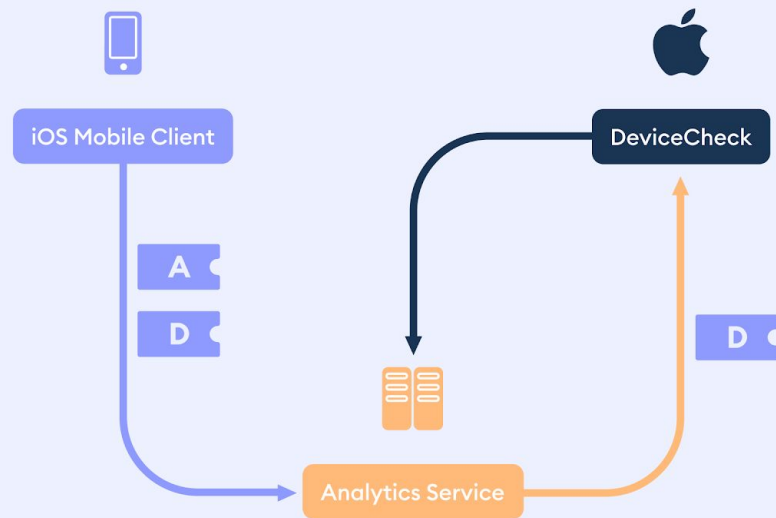 iOS Mobile Client
DeviceCheck
A
D
D
Analytics Service